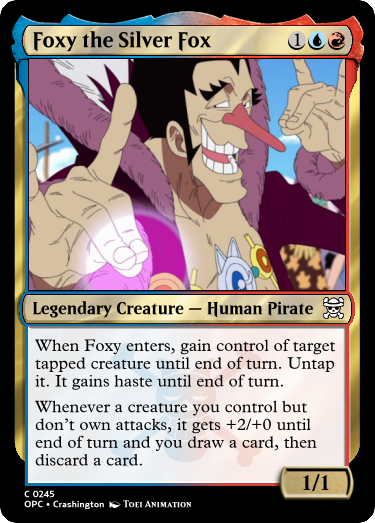 Foxy the Silver Fox 1
Legendary Creature — Human Pirate
When Foxy enters, gain control of target
tapped creature until end of turn. Untap
it. It gains haste until end of turn.
Whenever a creature you control but
don't own attacks, it gets +2/+0 until
end of turn and you draw a card, then
discard a card.
1/1
C 0245
OPC • Crashington TOEI ANIMATION